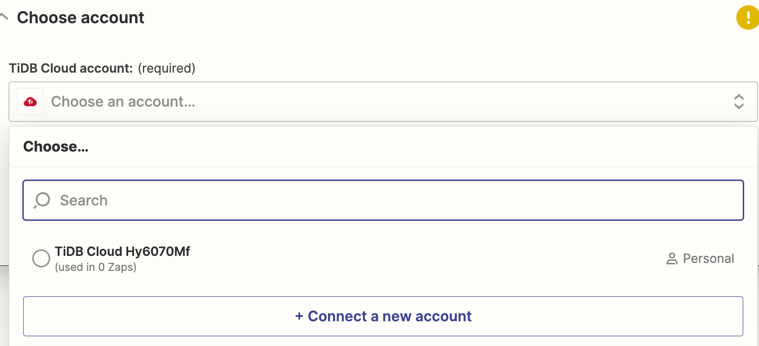 Choose account
!
TiDB Cloud account: (required)
Choose an account...
Choose...
Search
TiDB Cloud Hy6070Mf
(used in 0 Zaps)
Personal
+ Connect a new account